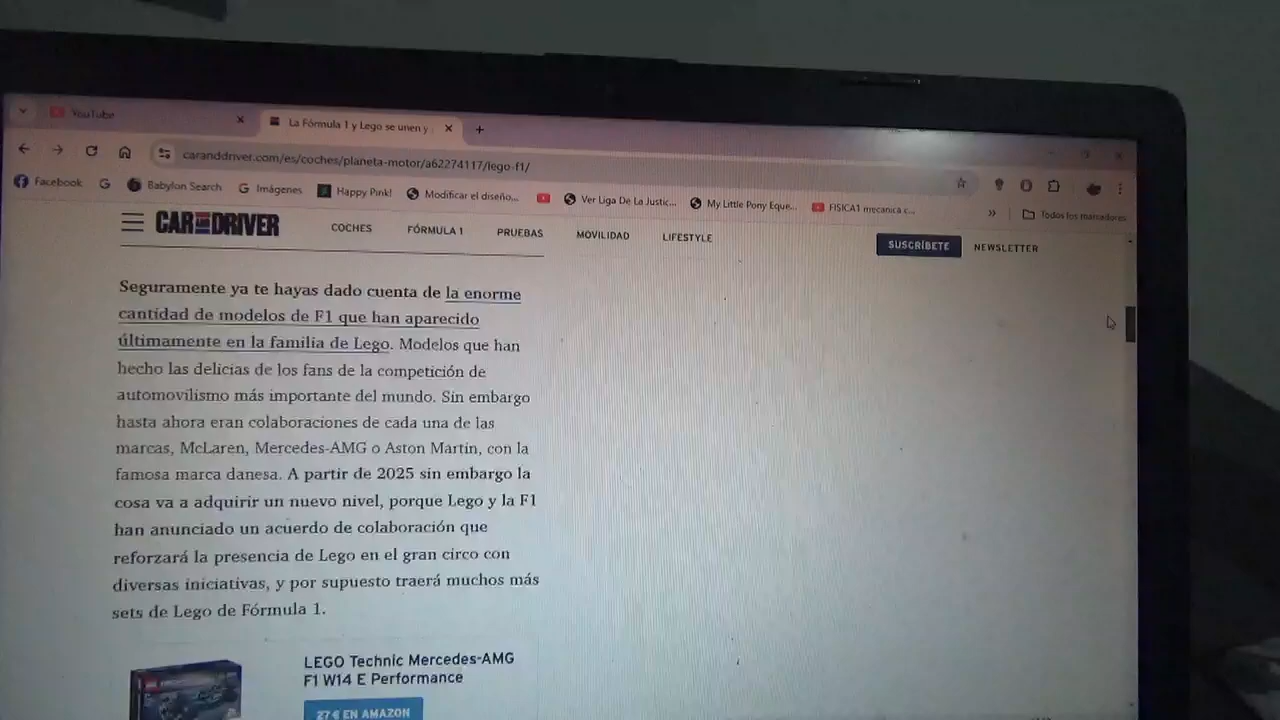 YouTube
La Fórmula 1 y Lego se unen y
caranddriver.com/es/coches/planeta-motor/a62274117/lego-f1/
Facebook
Babylon Search
Imágenes
Happy Pink!
Modificar el diseño...
Ver Liga De La Justic...
My Little Pony Eque...
FISICA1 mecanica c...
Todos los marcadores
CAR AND DRIVER
COCHES
FÓRMULA 1
PRUEBAS
MOVILIDAD
LIFESTYLE
SUSCRÍBETE
NEWSLETTER
Seguramente ya te hayas dado cuenta de la enorme
cantidad de modelos de F1 que han aparecido
últimamente en la familia de Lego. Modelos que han
hecho las delicias de los fans de la competición de
automovilismo más importante del mundo. Sin embargo
hasta ahora eran colaboraciones de cada una de las
marcas, McLaren, Mercedes-AMG o Aston Martin, con la
famosa marca danesa. A partir de 2025 sin embargo la
cosa va a adquirir un nuevo nivel, porque Lego y la F1
han anunciado un acuerdo de colaboración que
reforzará la presencia de Lego en el gran circo con
diversas iniciativas, y por supuesto traerá muchos más
sets de Lego de Fórmula 1.
LEGO Technic Mercedes-AMG
F1 W14 E Performance
27 € EN AMAZON